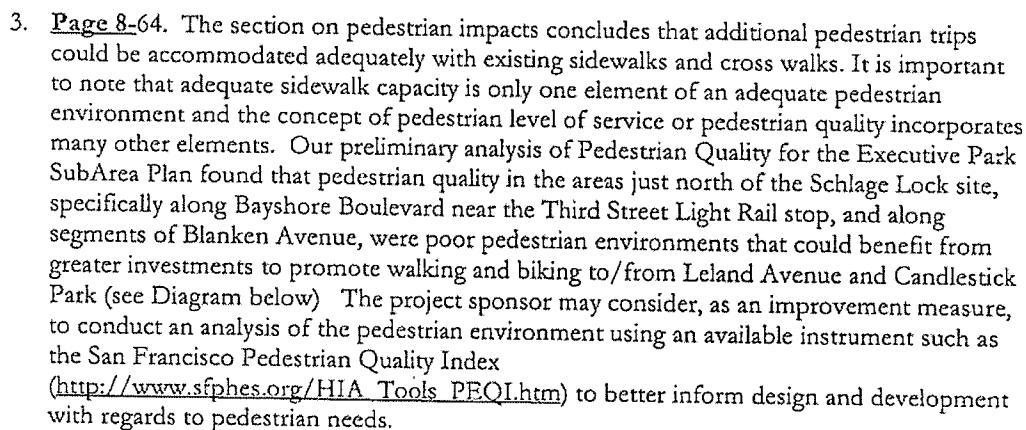 3. Page 8-64. The section on pedestrian impacts concludes that additional pedestrian trips
could be accommodated adequately with existing sidewalks and cross walks. It is important
to note that adequate sidewalk capacity is only one element of an adequate pedestrian
environment and the concept of pedestrian level of service or pedestrian quality incorporates
many other elements. Our preliminary analysis of Pedestrian Quality for the Executive Park
SubArea Plan found that pedestrian quality in the areas just north of the Schlage Lock site,
specifically along Bayshore Boulevard near the Third Street Light Rail stop, and along
segments of Blanken Avenue, were poor pedestrian environments that could benefit from
greater investments to promote walking and biking to/from Leland Avenue and Candlestick
Park (see Diagram below) The project sponsor may consider, as an improvement measure,
to conduct an analysis of the pedestrian environment using an available instrument such as
the San Francisco Pedestrian Quality Index
(http://www.sfphes.org/HIA_Tools_PEQI.htm) to better inform design and development
with regards to pedestrian needs.